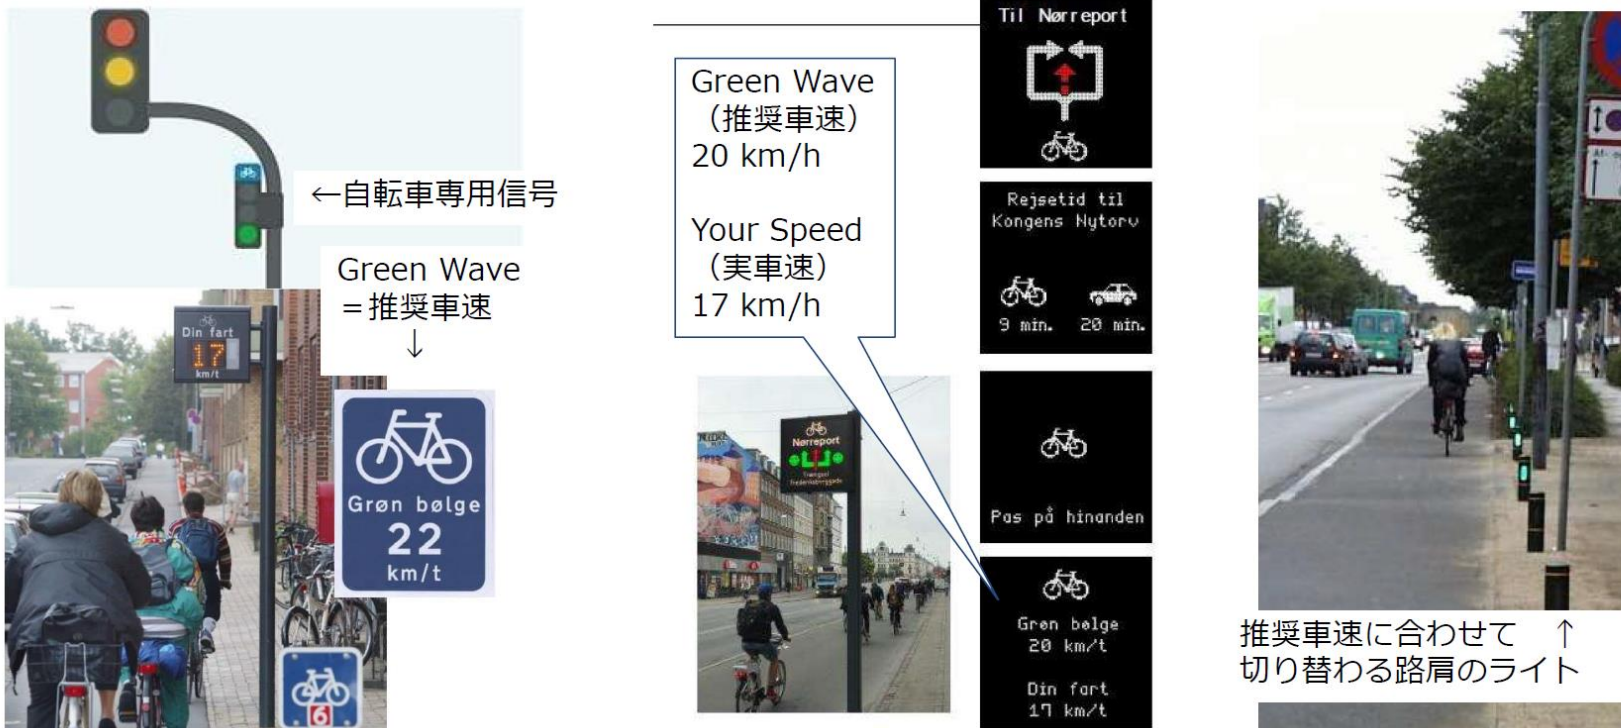 ←自転車専用信号
Green Wave
＝推奨車速
↓
Din fart
17
km/t
Grøn bølge
22
km/t
6
Green Wave
（推奨車速）
20 km/h
Your Speed
（実車速）
17 km/h
Nørreport
Til Nørreport
Rejsetid til
Kongens Nytorv
9 min. 20 min.
Pas på hinanden
Grøn bølge
20 km/t
Din fart
17 km/t
推奨車速に合わせて ↑
切り替わる路肩のライト